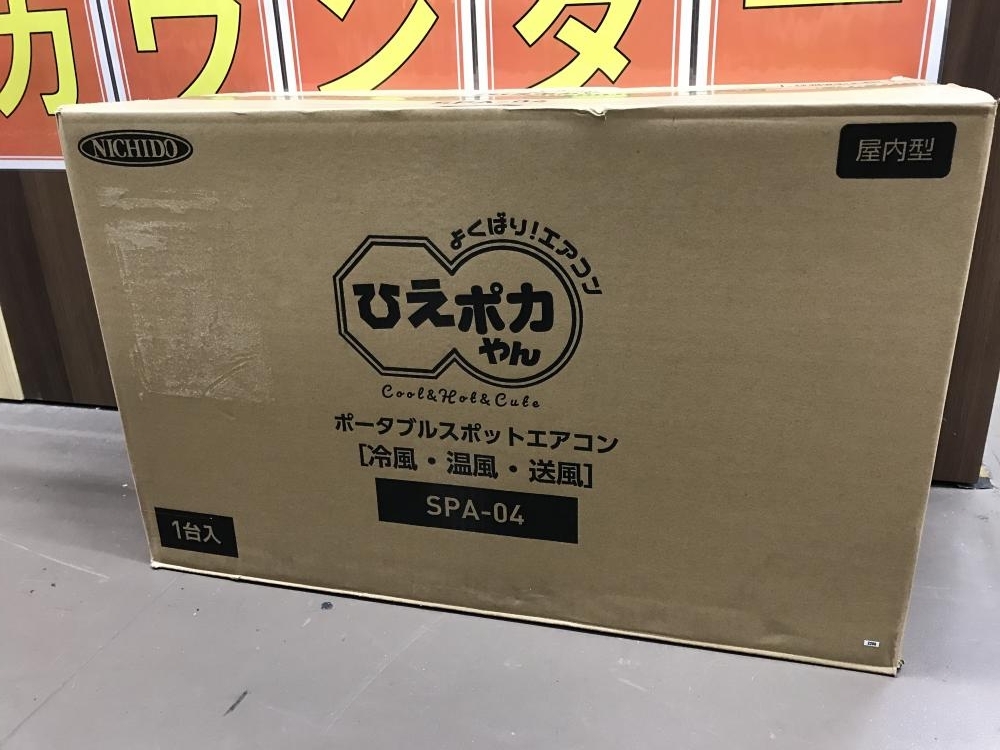 カウンター
SPA-04
NICHIDO
屋内型
よくばり!エアコン
ひえポカ
やん
Cool&Hot&Cute
ポータブルスポットエアコン
[冷風・温風・送風]
SPA-04
1台入